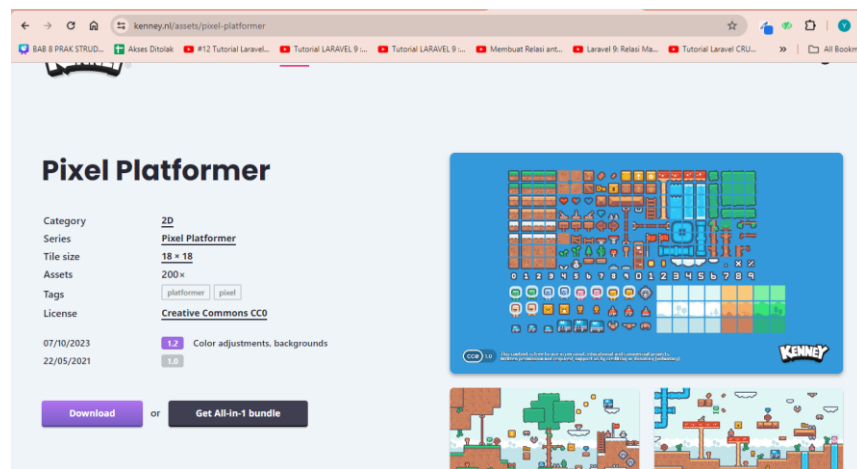 kenney.nl/assets/pixel-platformer
BAB 8 PRAK STRUD...
Akses Ditolak
#12 Tutorial Laravel...
Tutorial LARAVEL 9 :...
Tutorial LARAVEL 9 :...
Membuat Relasi ant...
Laravel 9: Relasi Ma...
Tutorial Laravel CRU...
»
All Bookm
KENNEY
Pixel Platformer
Category 2D
Series Pixel Platformer
Tile size 18 × 18
Assets 200×
Tags platformer pixel
License Creative Commons CC0
07/10/2023 1.2 Color adjustments, backgrounds
22/05/2021 1.0
Download or Get All-in-1 bundle
0 1 2 3 4 5 6 7 8 9 0 1 2 3 4 5 6 7 8 9
1.0
KENNEY